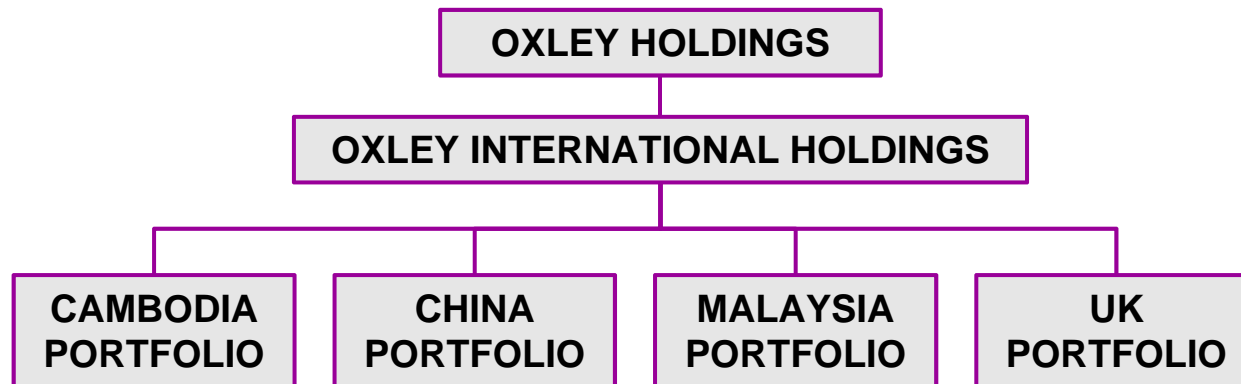 OXLEY HOLDINGS
OXLEY INTERNATIONAL HOLDINGS
CAMBODIA
PORTFOLIO
CHINA
PORTFOLIO
MALAYSIA
PORTFOLIO
UK
PORTFOLIO